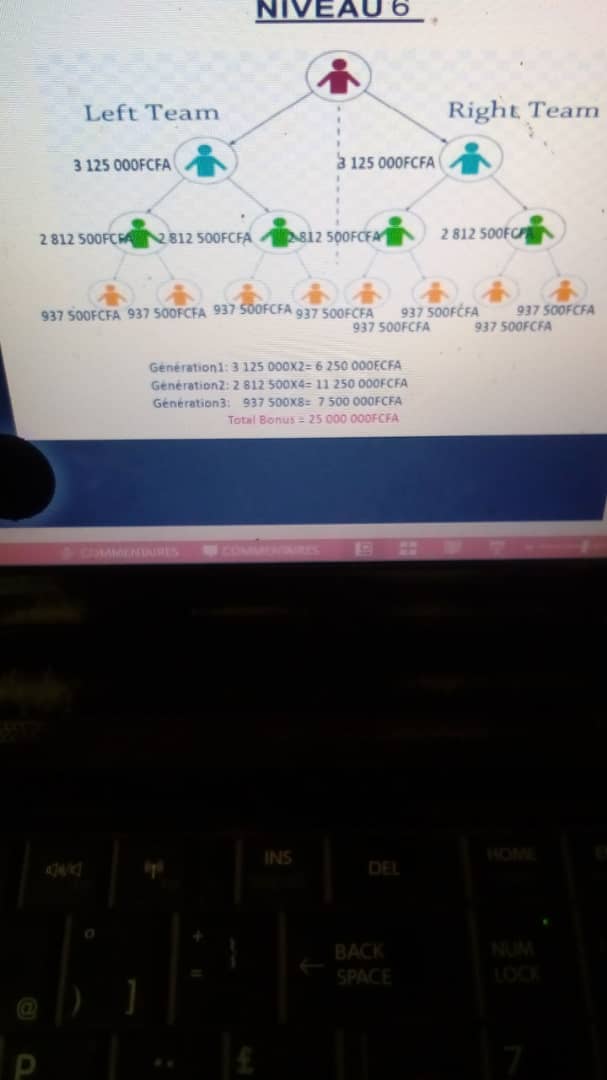 NIVEAU 6
Left Team
Right Team
3 125 000FCFA
3 125 000FCFA
2 812 500FCFA
2 812 500FCFA
2 812 500FCFA
2 812 500FCFA
937 500FCFA
937 500FCFA
937 500FCFA
937 500FCFA
937 500FCFA
937 500FCFA
937 500FCFA
937 500FCFA
Génération1: 3 125 000X2= 6 250 000FCFA
Génération2: 2 812 500X4= 11 250 000FCFA
Génération3: 937 500X8= 7 500 000FCFA
Total Bonus = 25 000 000FCFA
COMMENTAIRES
COMMENTAIRES
INS
DEL
HOME
BACK
SPACE
NUM
LOCK
@
)
]
+
=
}
P
£
7